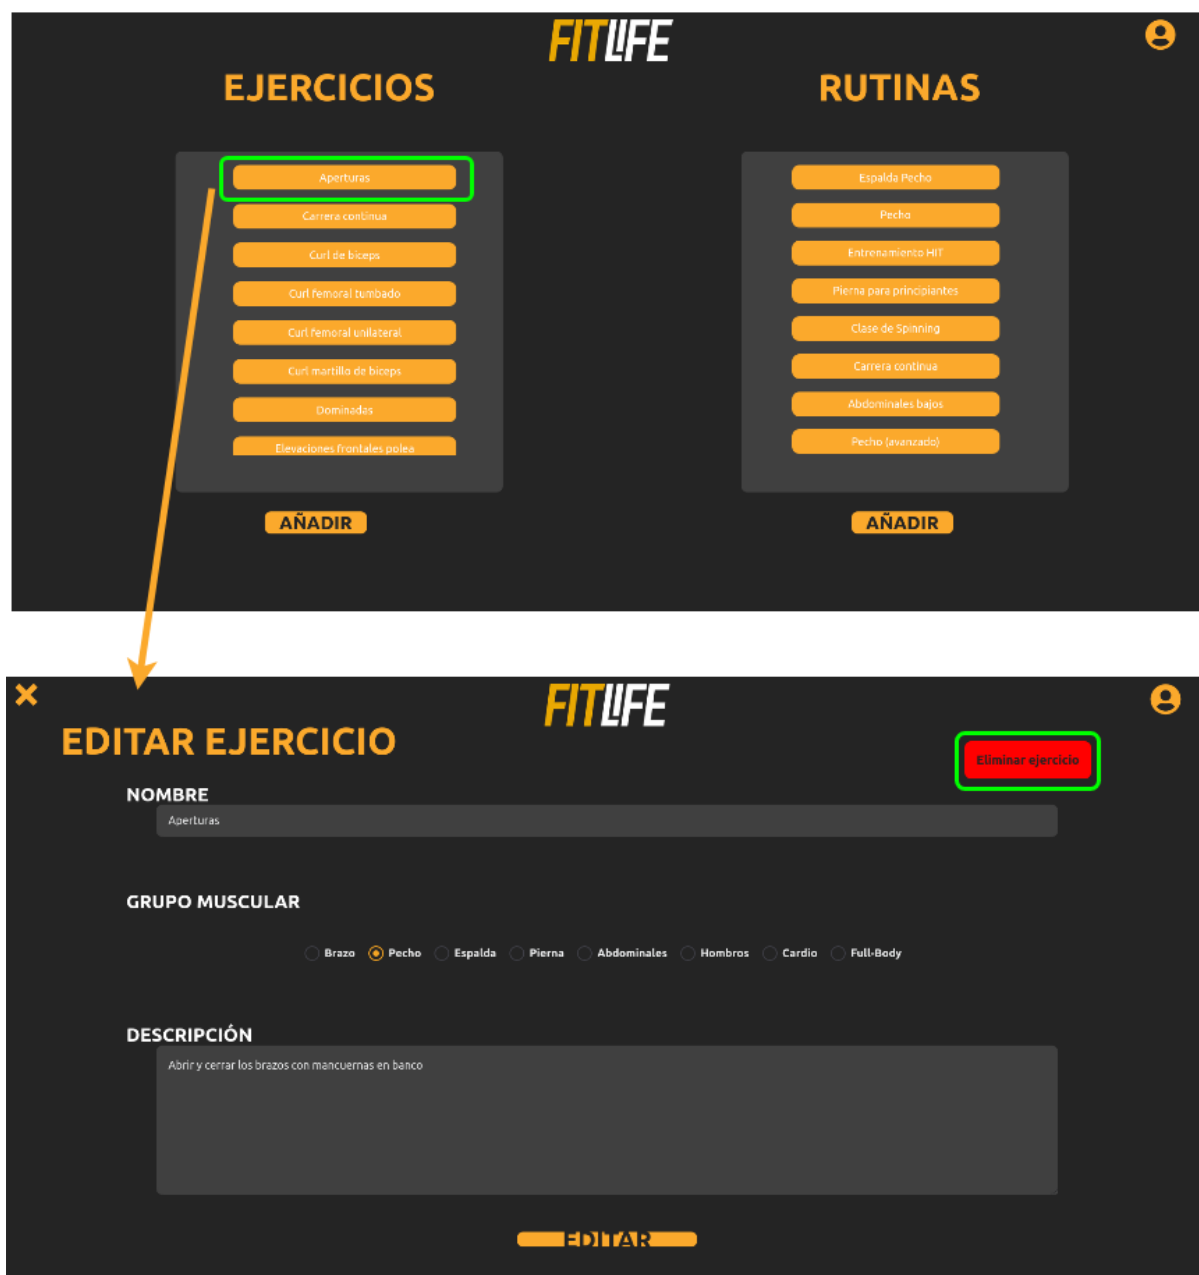 FITLIFE
EJERCICIOS
RUTINAS
Aperturas
Carrera continua
Curl de biceps
Curl femoral tumbado
Curl femoral unilateral
Curl martillo de biceps
Dominadas
Elevaciones frontales polea
AÑADIR
Espalda Pecho
Pecho
Entrenamiento HIT
Pierna para principiantes
Clase de Spinning
Carrera continua
Abdominales bajos
Pecho (avanzado)
AÑADIR
FITLIFE
EDITAR EJERCICIO
Eliminar ejercicio
NOMBRE
Aperturas
GRUPO MUSCULAR
Brazo Pecho Espalda Pierna Abdominales Hombros Cardio Full-Body
DESCRIPCIÓN
Abrir y cerrar los brazos con mancuernas en banco
EDITAR